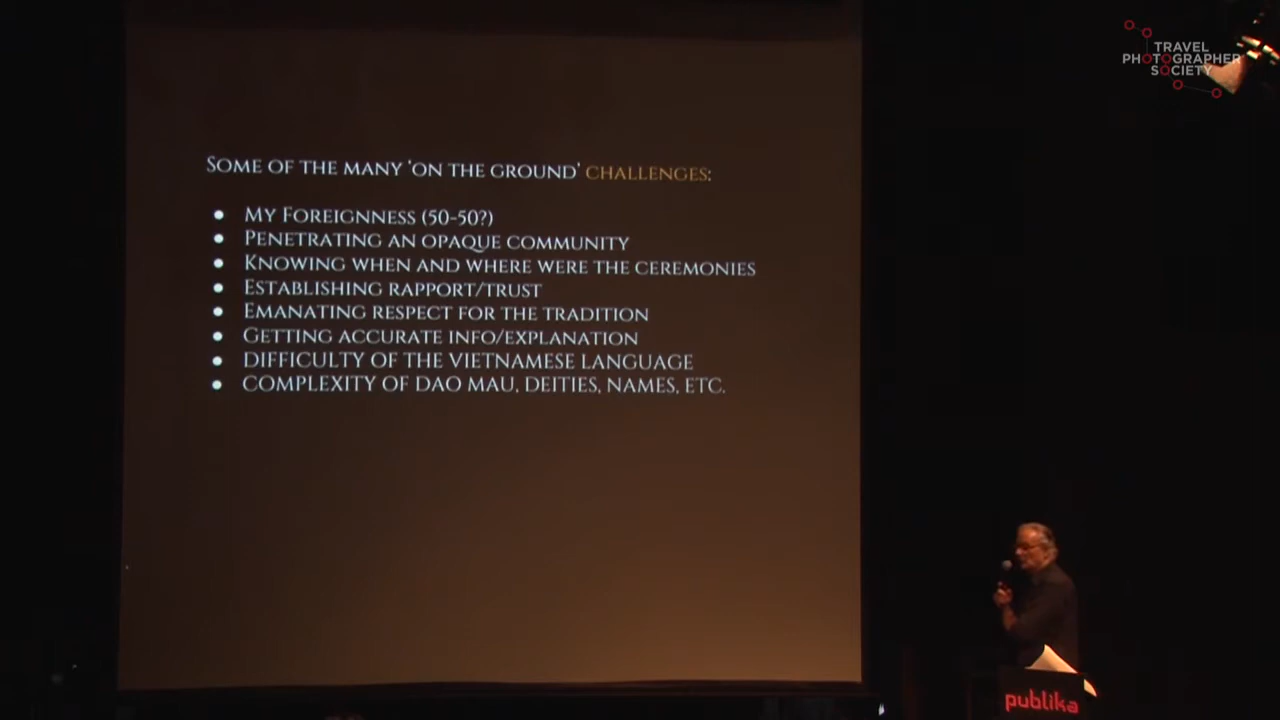 TRAVEL
PHOTOGRAPHER
SOCIETY
SOME OF THE MANY 'ON THE GROUND' CHALLENGES:
● MY FOREIGNNESS (50-50?)
● PENETRATING AN OPAQUE COMMUNITY
● KNOWING WHEN AND WHERE WERE THE CEREMONIES
● ESTABLISHING RAPPORT/TRUST
● EMANATING RESPECT FOR THE TRADITION
● GETTING ACCURATE INFO/EXPLANATION
● DIFFICULTY OF THE VIETNAMESE LANGUAGE
● COMPLEXITY OF DAO MAU, DEITIES, NAMES, ETC.
publika